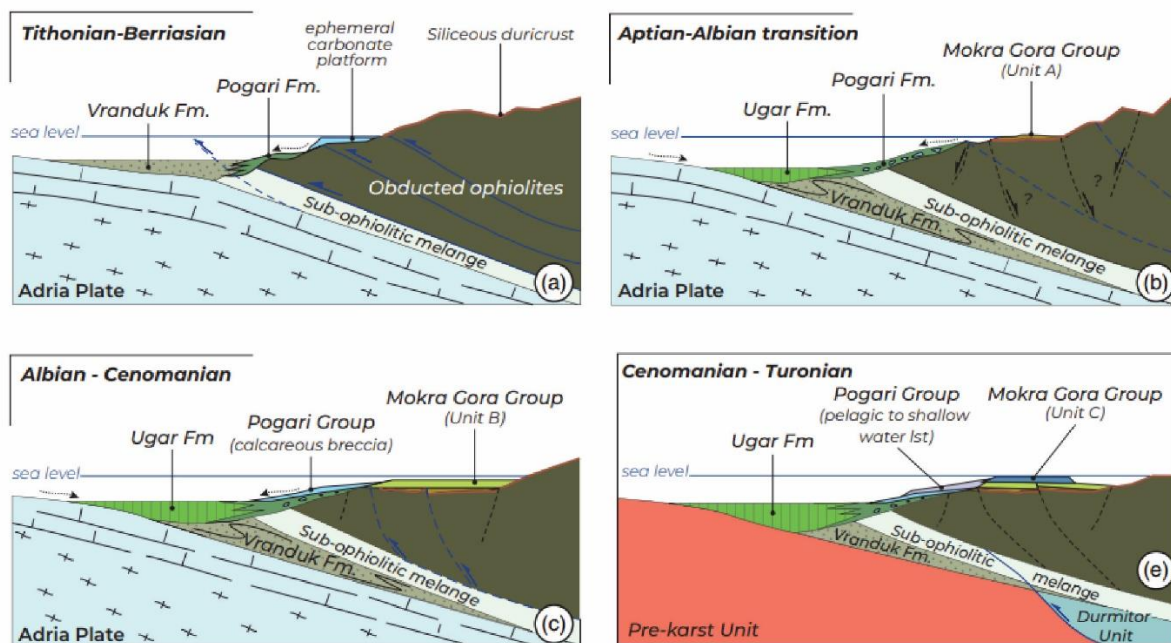 Tithonian-Berriasian
ephemeral
carbonate
platform
Siliceous duricrust
Pogari Fm.
Vranduk Fm.
sea level
Obducted ophiolites
Sub-ophiolitic melange
Adria Plate
(a)
Aptian-Albian transition
Mokra Gora Group
(Unit A)
Pogari Fm.
Ugar Fm.
sea level
?
?
Sub-ophiolitic melange
Vranduk Fm.
Adria Plate
(b)
Albian - Cenomanian
Mokra Gora Group
(Unit B)
Pogari Group
(calcareous breccia)
Ugar Fm
sea level
Sub-ophiolitic melange
Vranduk Fm.
Adria Plate
(c)
Cenomanian - Turonian
Pogari Group
(pelagic to shallow
water lst)
Mokra Gora Group
(Unit C)
Ugar Fm
sea level
Sub-ophiolitic melange
Vranduk Fm.
(e)
Durmitor
Unit
Pre-karst Unit